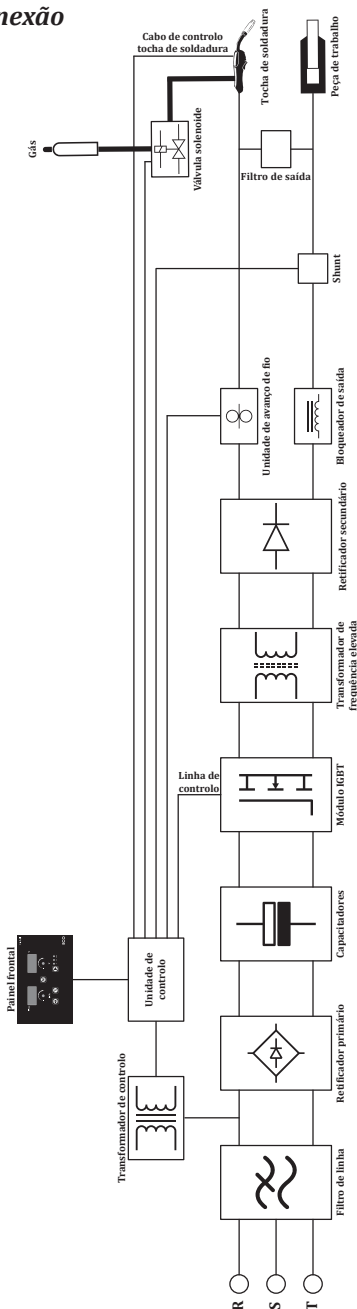 nexão
Cabo de controlo
tocha de soldadura
Tocha de soldadura
Peça de trabalho
Gás
Válvula solenoide
Filtro de saída
Shunt
Unidade de avanço de fio
Bloqueador de saída
Retificador secundário
Transformador de
frequência elevada
Linha de
controlo
Módulo IGBT
Painel frontal
Unidade de
controlo
Capacitadores
Transformador de controlo
Retificador primário
Filtro de linha
R
S
T